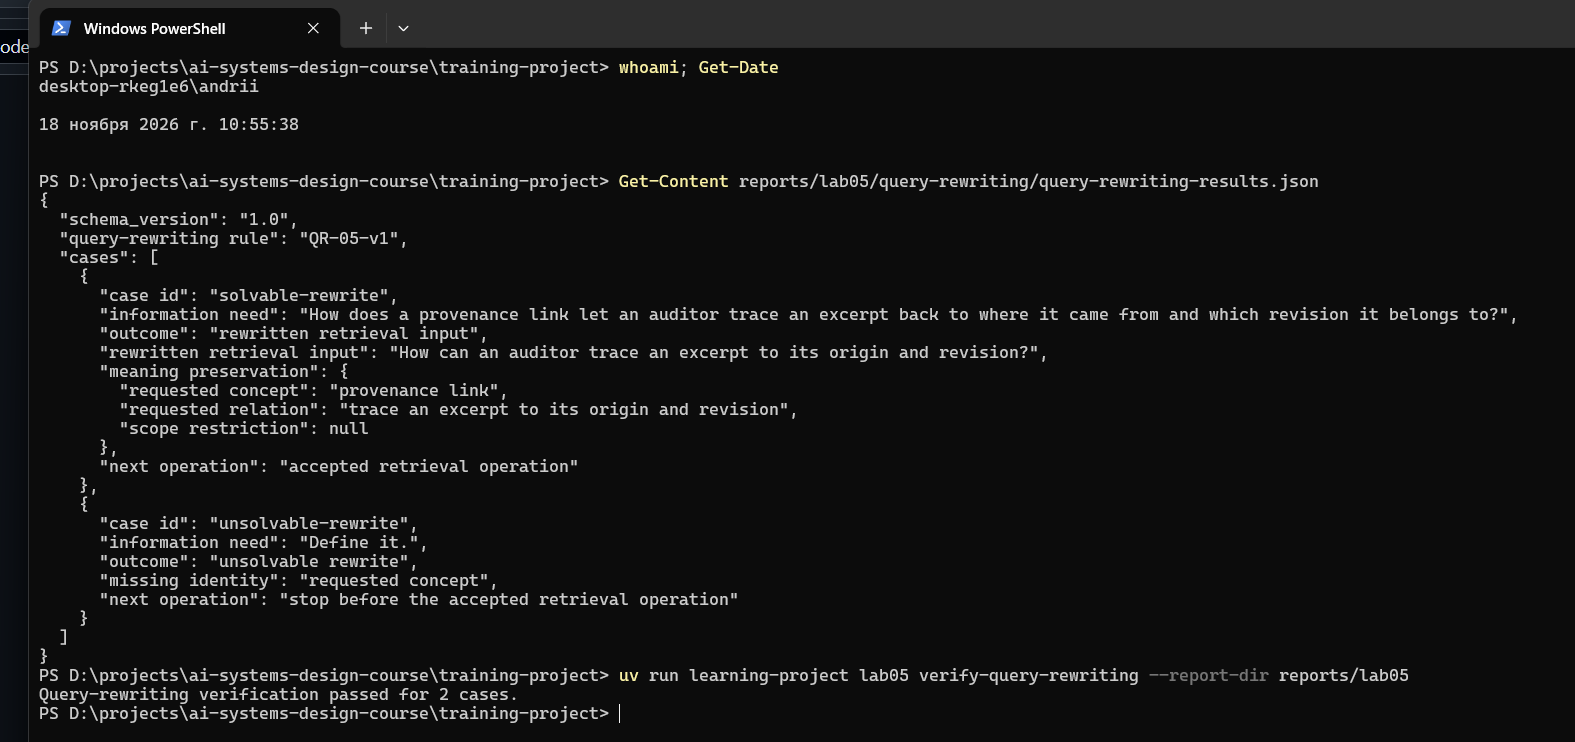 ode
Windows PowerShell
PS D:\projects\ai-systems-design-course\training-project> whoami; Get-Date
desktop-rkeg1e6\andrii
18 ноября 2026 г. 10:55:38
PS D:\projects\ai-systems-design-course\training-project> Get-Content reports/lab05/query-rewriting/query-rewriting-results.json
{
  "schema_version": "1.0",
  "query-rewriting rule": "QR-05-v1",
  "cases": [
    {
      "case id": "solvable-rewrite",
      "information need": "How does a provenance link let an auditor trace an excerpt back to where it came from and which revision it belongs to?",
      "outcome": "rewritten retrieval input",
      "rewritten retrieval input": "How can an auditor trace an excerpt to its origin and revision?",
      "meaning preservation": {
        "requested concept": "provenance link",
        "requested relation": "trace an excerpt to its origin and revision",
        "scope restriction": null
      },
      "next operation": "accepted retrieval operation"
    },
    {
      "case id": "unsolvable-rewrite",
      "information need": "Define it.",
      "outcome": "unsolvable rewrite",
      "missing identity": "requested concept",
      "next operation": "stop before the accepted retrieval operation"
    }
  ]
}
PS D:\projects\ai-systems-design-course\training-project> uv run learning-project lab05 verify-query-rewriting --report-dir reports/lab05
Query-rewriting verification passed for 2 cases.
PS D:\projects\ai-systems-design-course\training-project>